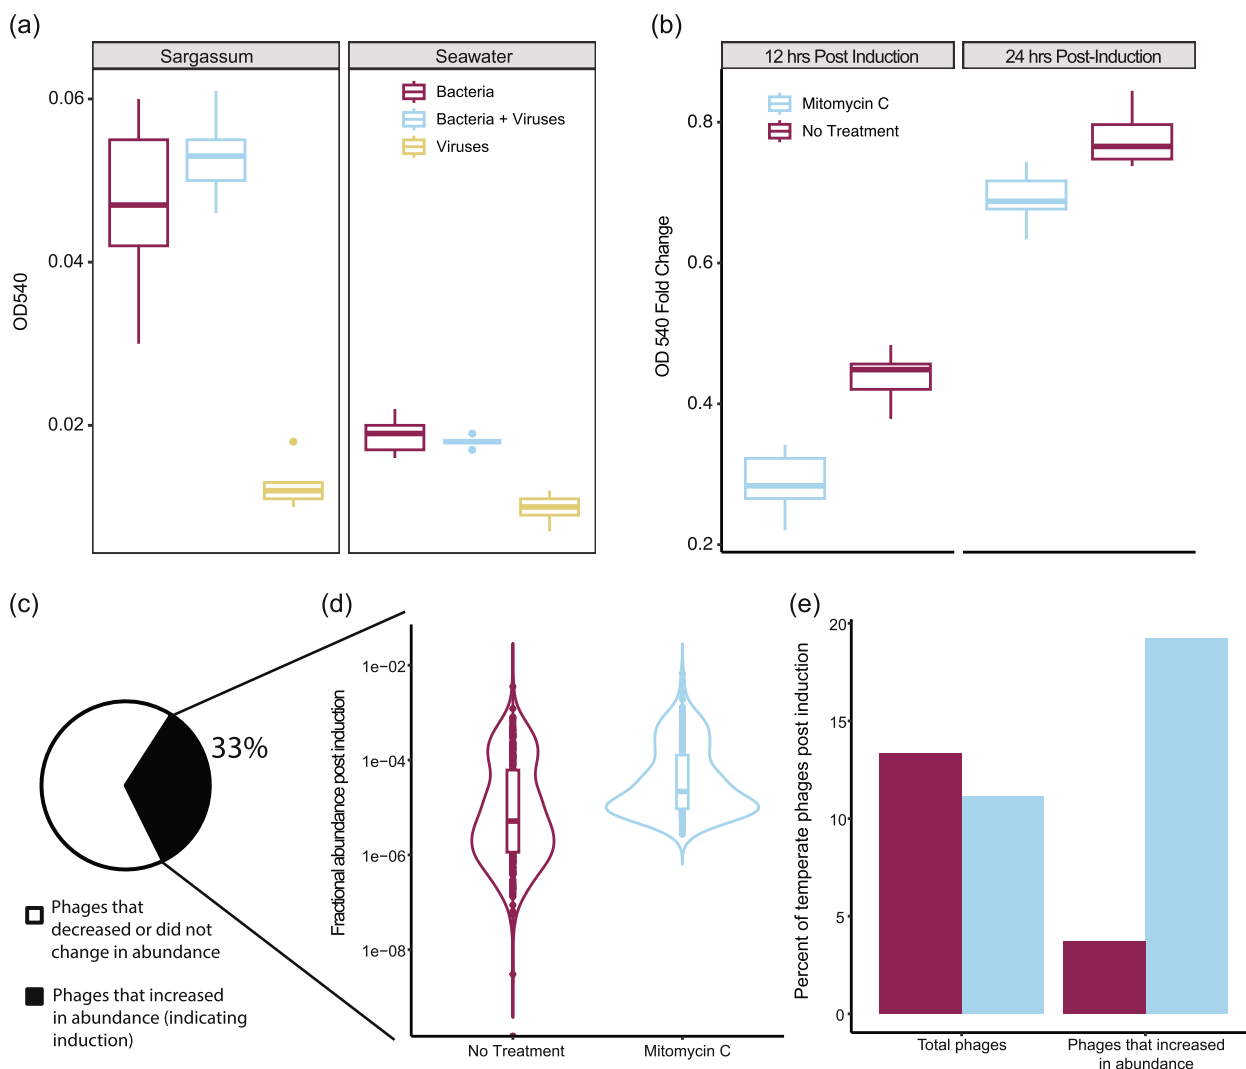 (a)
Sargassum
Seawater
Bacteria
Bacteria + Viruses
Viruses
0.06
0.04
0.02
OD540
(b)
12 hrs Post Induction
24 hrs Post-Induction
Mitomycin C
No Treatment
0.8
0.6
0.4
0.2
OD 540 Fold Change
(c)
33%
Phages that
decreased or did not
change in abundance
Phages that increased
in abundance (indicating
induction)
(d)
Fractional abundance post induction
1e−02
1e−04
1e−06
1e−08
No Treatment
Mitomycin C
(e)
Percent of temperate phages post induction
20
15
10
5
0
Total phages
Phages that increased
in abundance